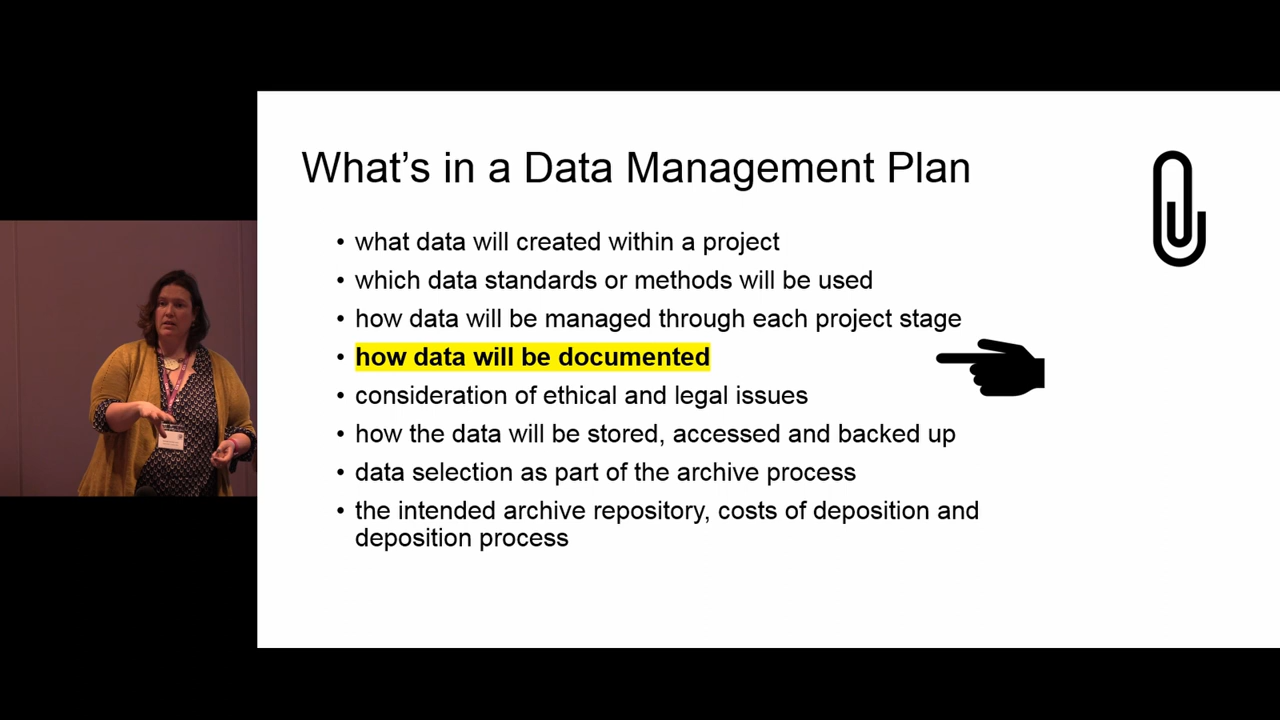 What’s in a Data Management Plan
• what data will created within a project
• which data standards or methods will be used
• how data will be managed through each project stage
• how data will be documented
• consideration of ethical and legal issues
• how the data will be stored, accessed and backed up
• data selection as part of the archive process
• the intended archive repository, costs of deposition and
deposition process